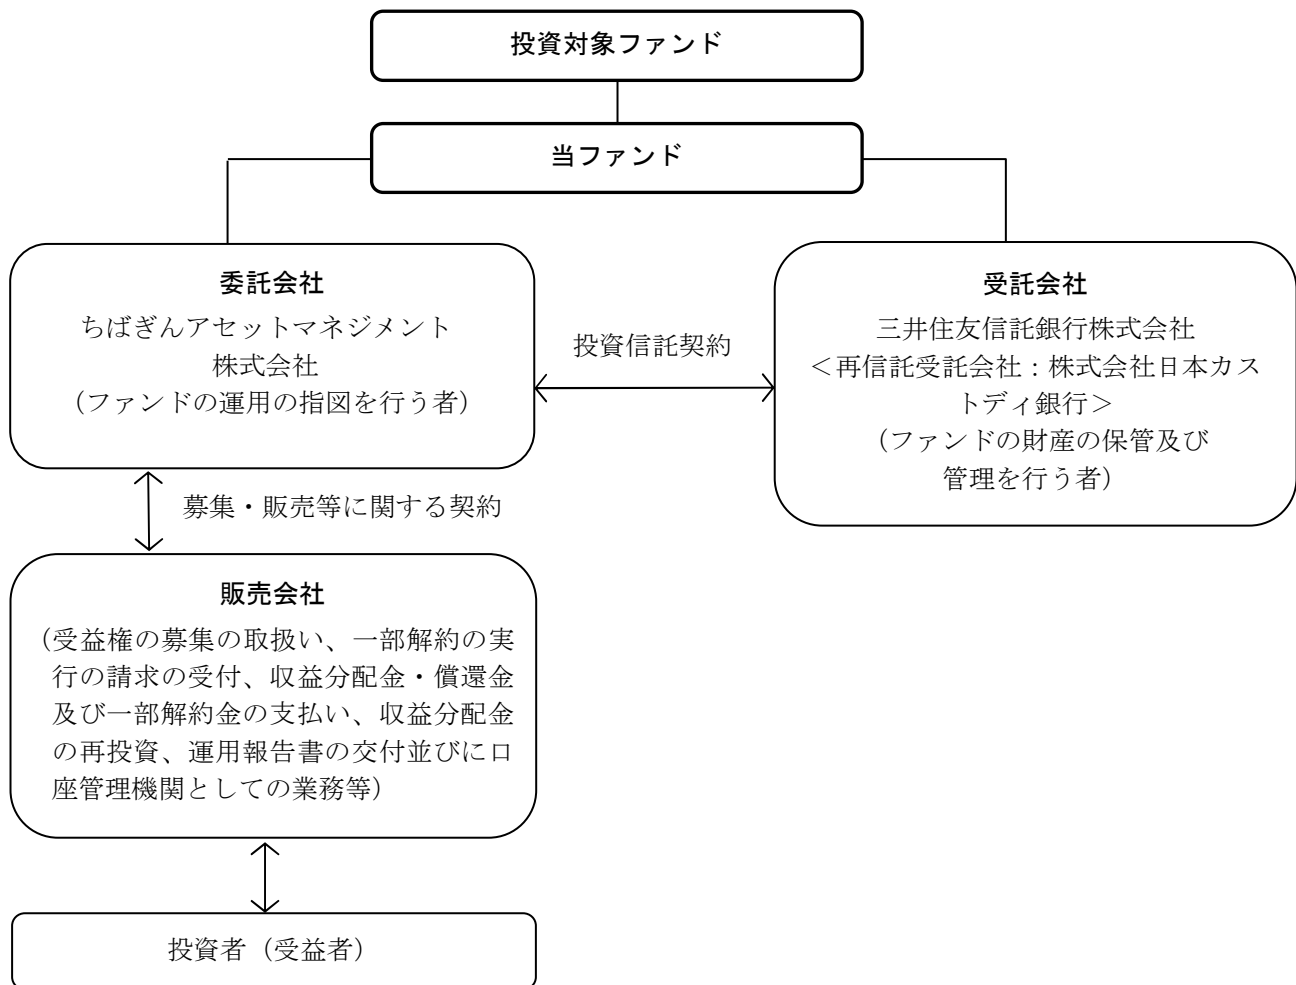 投資対象ファンド
当ファンド
委託会社
ちばぎんアセットマネジメント
株式会社
（ファンドの運用の指図を行う者）
投資信託契約
受託会社
三井住友信託銀行株式会社
＜再信託受託会社：株式会社日本カス
トディ銀行＞
（ファンドの財産の保管及び
管理を行う者）
募集・販売等に関する契約
販売会社
（受益権の募集の取扱い、一部解約の実
行の請求の受付、収益分配金・償還金
及び一部解約金の支払い、収益分配金
の再投資、運用報告書の交付並びに口
座管理機関としての業務等）
投資者（受益者）